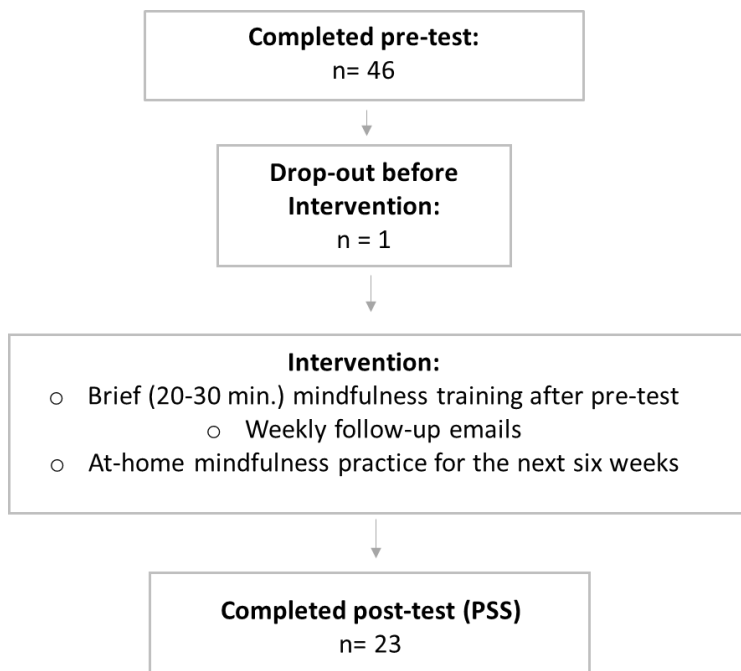 Completed pre-test:
n= 46
Drop-out before
Intervention:
n = 1
Intervention:
o Brief (20-30 min.) mindfulness training after pre-test
o Weekly follow-up emails
o At-home mindfulness practice for the next six weeks
Completed post-test (PSS)
n= 23